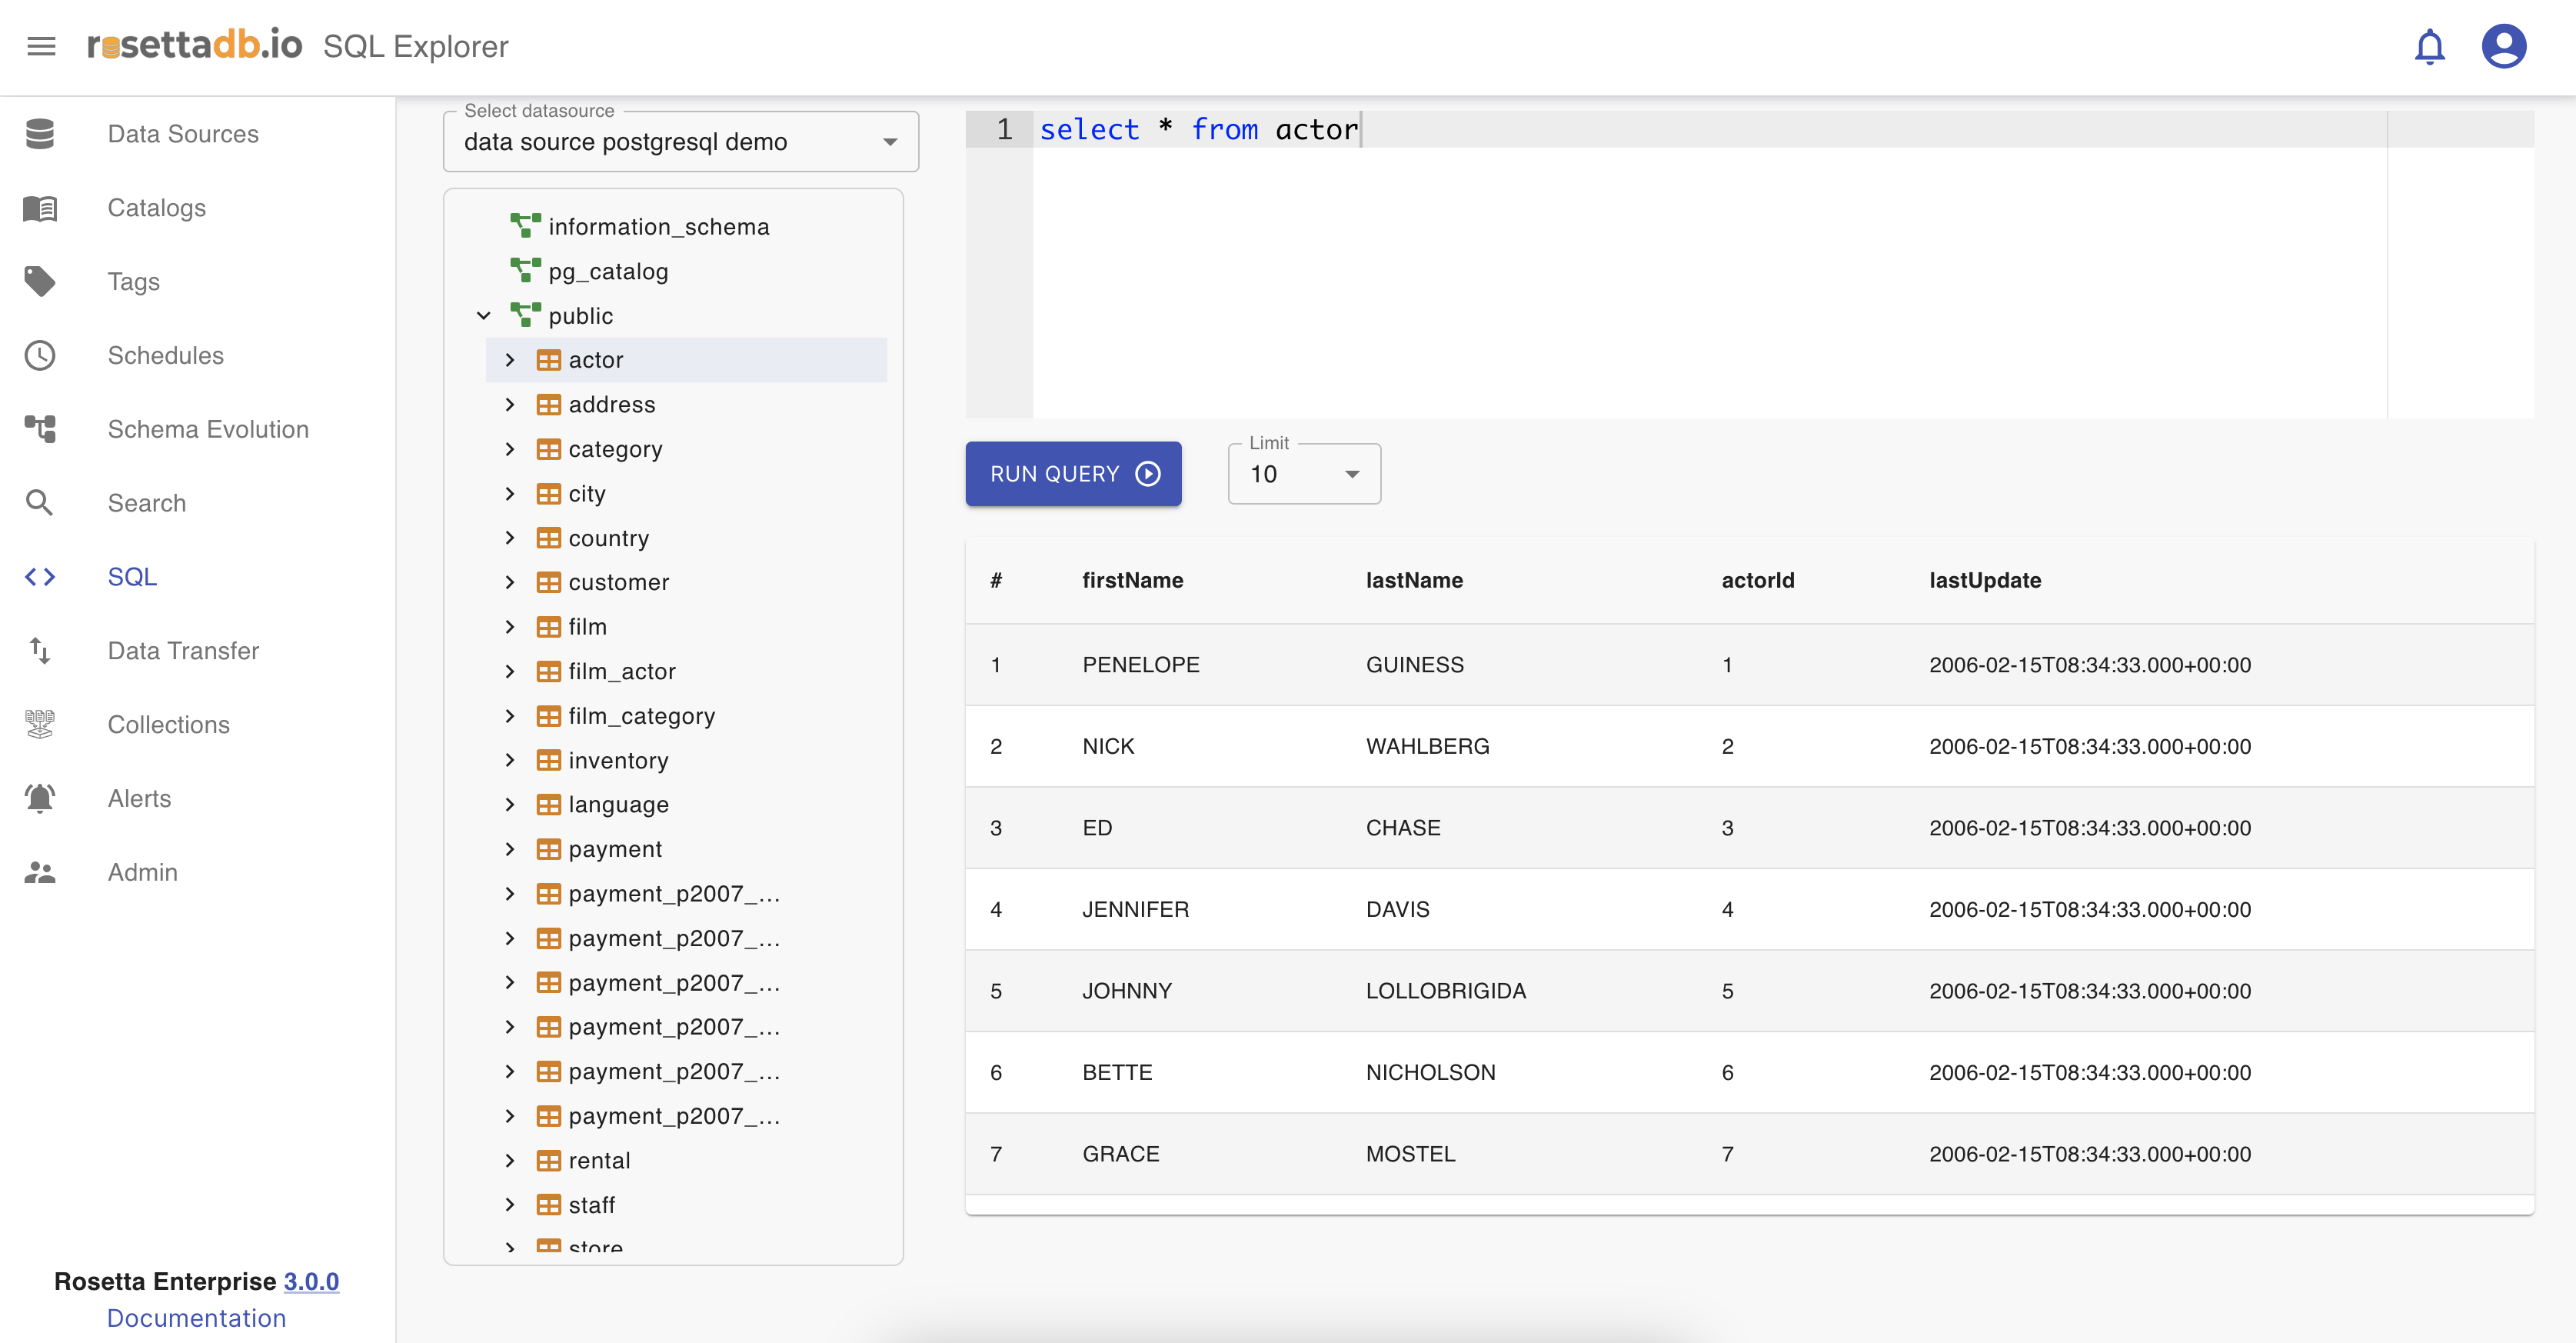 rosettadb.io SQL Explorer
Data Sources
Catalogs
Tags
Schedules
Schema Evolution
Search
SQL
Data Transfer
Collections
Alerts
Admin
Rosetta Enterprise 3.0.0
Documentation
Select datasource
data source postgresql demo
information_schema
pg_catalog
public
actor
address
category
city
country
customer
film
film_actor
film_category
inventory
language
payment
payment_p2007_...
payment_p2007_...
payment_p2007_...
payment_p2007_...
payment_p2007_...
payment_p2007_...
rental
staff
store
1 select * from actor
RUN QUERY
Limit
10
# firstName lastName actorId lastUpdate
1 PENELOPE GUINESS 1 2006-02-15T08:34:33.000+00:00
2 NICK WAHLBERG 2 2006-02-15T08:34:33.000+00:00
3 ED CHASE 3 2006-02-15T08:34:33.000+00:00
4 JENNIFER DAVIS 4 2006-02-15T08:34:33.000+00:00
5 JOHNNY LOLLOBRIGIDA 5 2006-02-15T08:34:33.000+00:00
6 BETTE NICHOLSON 6 2006-02-15T08:34:33.000+00:00
7 GRACE MOSTEL 7 2006-02-15T08:34:33.000+00:00